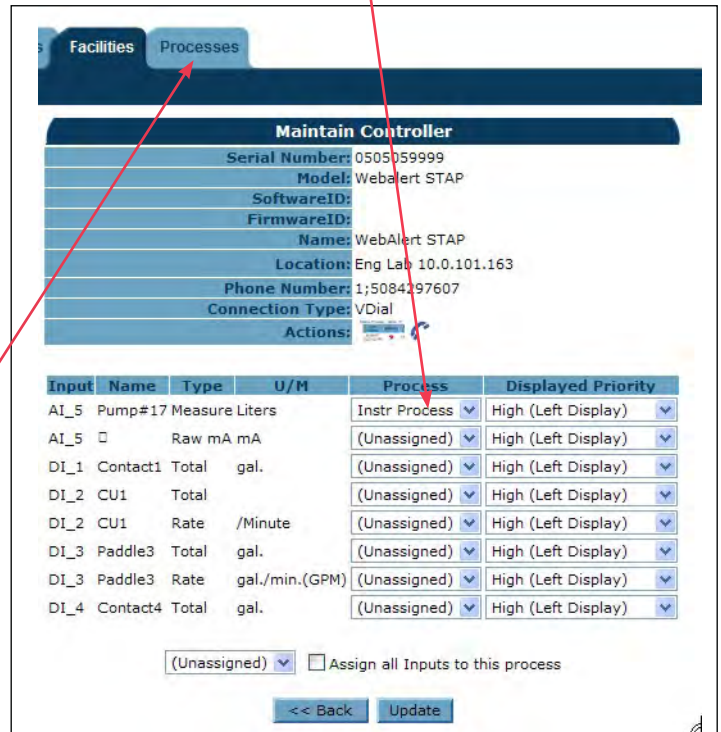 s Facilities Processes
Maintain Controller
Serial Number: 0505059999
Model: Webalert STAP
SoftwareID:
FirmwareID:
Name: WebAlert STAP
Location: Eng Lab 10.0.101.163
Phone Number: 1;5084297607
Connection Type: VDial
Actions:
Input Name Type U/M Process Displayed Priority
AI_5 Pump#17 Measure Liters Instr Process High (Left Display)
AI_5 □ Raw mA mA (Unassigned) High (Left Display)
DI_1 Contact1 Total gal. (Unassigned) High (Left Display)
DI_2 CU1 Total (Unassigned) High (Left Display)
DI_2 CU1 Rate /Minute (Unassigned) High (Left Display)
DI_3 Paddle3 Total gal. (Unassigned) High (Left Display)
DI_3 Paddle3 Rate gal./min.(GPM) (Unassigned) High (Left Display)
DI_4 Contact4 Total gal. (Unassigned) High (Left Display)
(Unassigned) Assign all Inputs to this process
<< Back Update